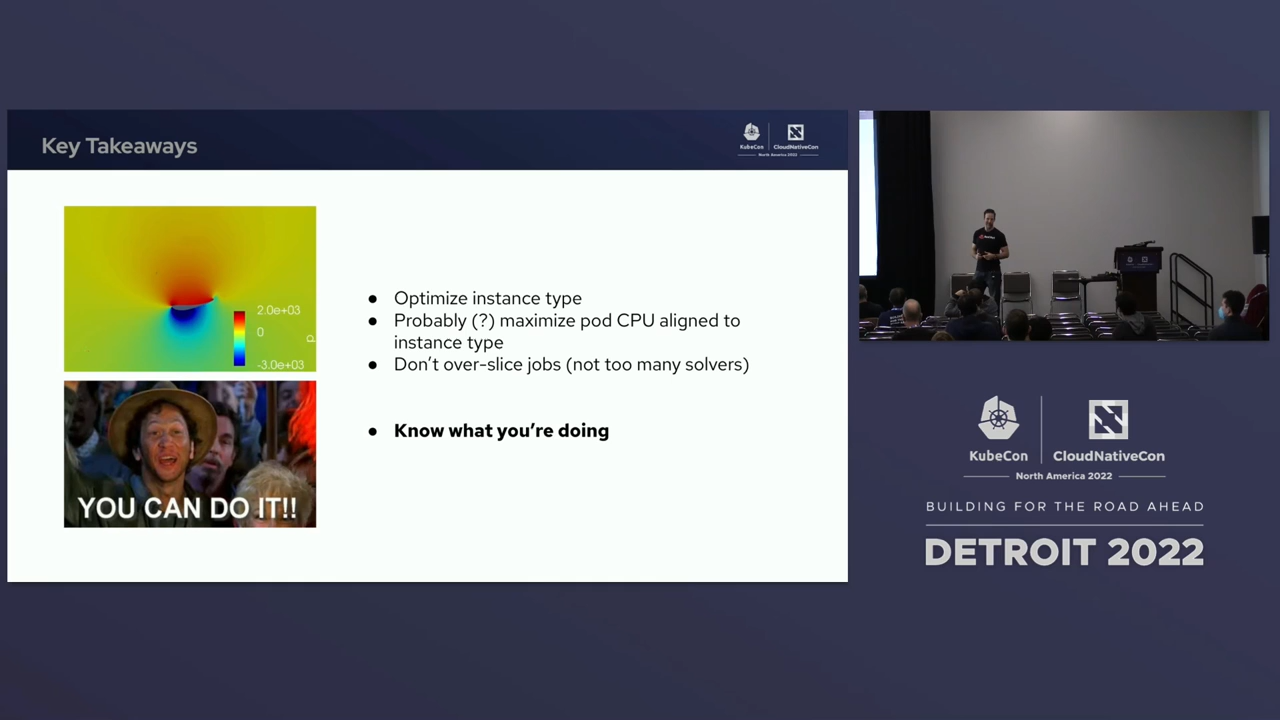 Key Takeaways
KubeCon
CloudNativeCon
North America 2022
2.0e+03
0
-3.0e+03
p
YOU CAN DO IT!!
● Optimize instance type
● Probably (?) maximize pod CPU aligned to
instance type
● Don't over-slice jobs (not too many solvers)
● Know what you're doing
KubeCon
CloudNativeCon
North America 2022
BUILDING FOR THE ROAD AHEAD
DETROIT 2022